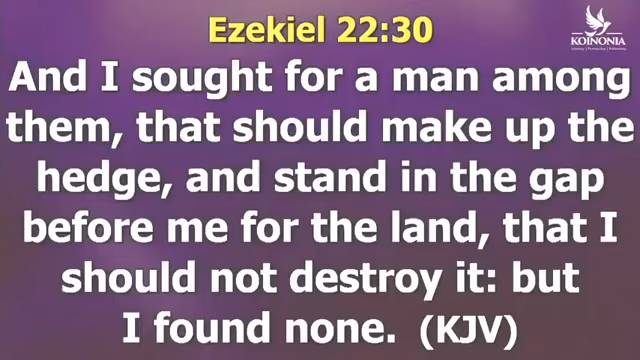 Ezekiel 22:30
KOINONIA
And I sought for a man among
them, that should make up the
hedge, and stand in the gap
before me for the land, that I
should not destroy it: but
I found none. (KJV)